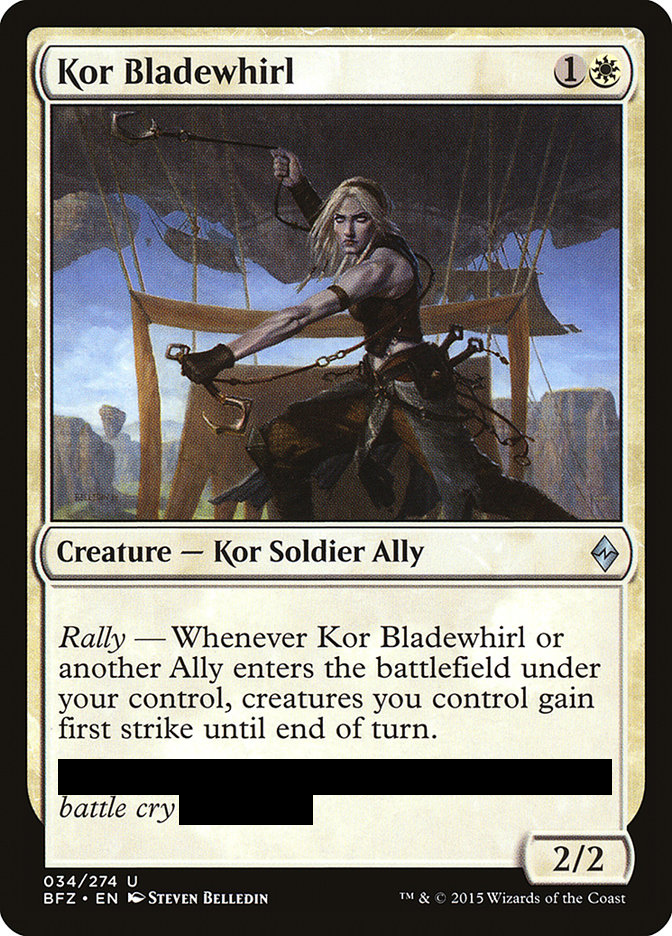 Kor Bladewhirl 1
Creature — Kor Soldier Ally
Rally — Whenever Kor Bladewhirl or
another Ally enters the battlefield under
your control, creatures you control gain
first strike until end of turn.
battle cry
2/2
034/274 U
BFZ • EN Steven Belledin
™ & © 2015 Wizards of the Coast